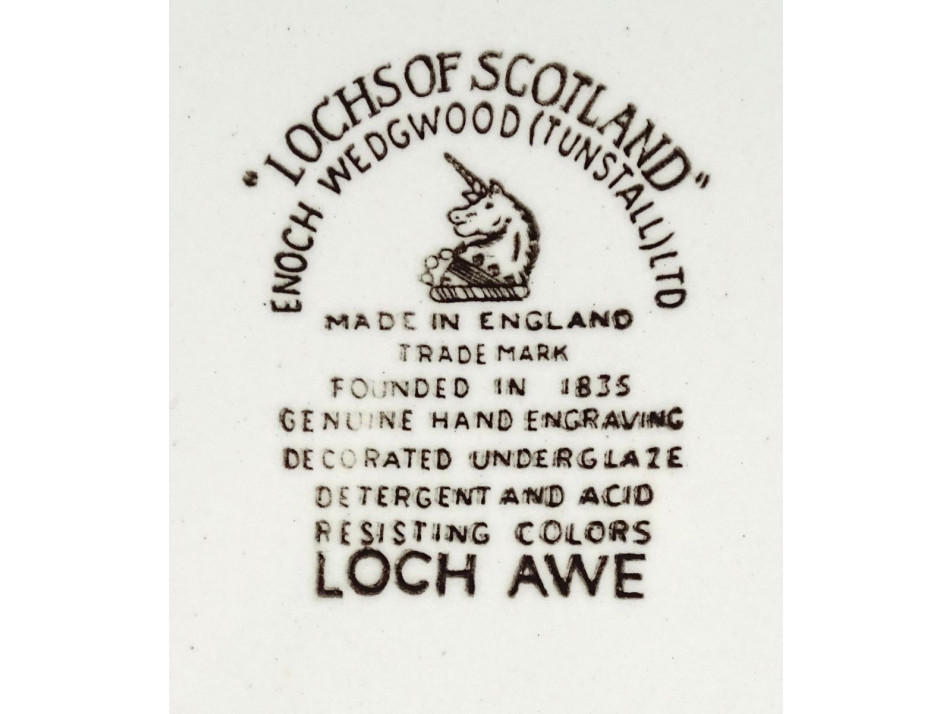 "LOCHS OF SCOTLAND"
ENOCH WEDGWOOD (TUNSTALL) LTD
MADE IN ENGLAND
TRADE MARK
FOUNDED IN 1835
GENUINE HAND ENGRAVING
DECORATED UNDERGLAZE
DETERGENT AND ACID
RESISTING COLORS
LOCH AWE